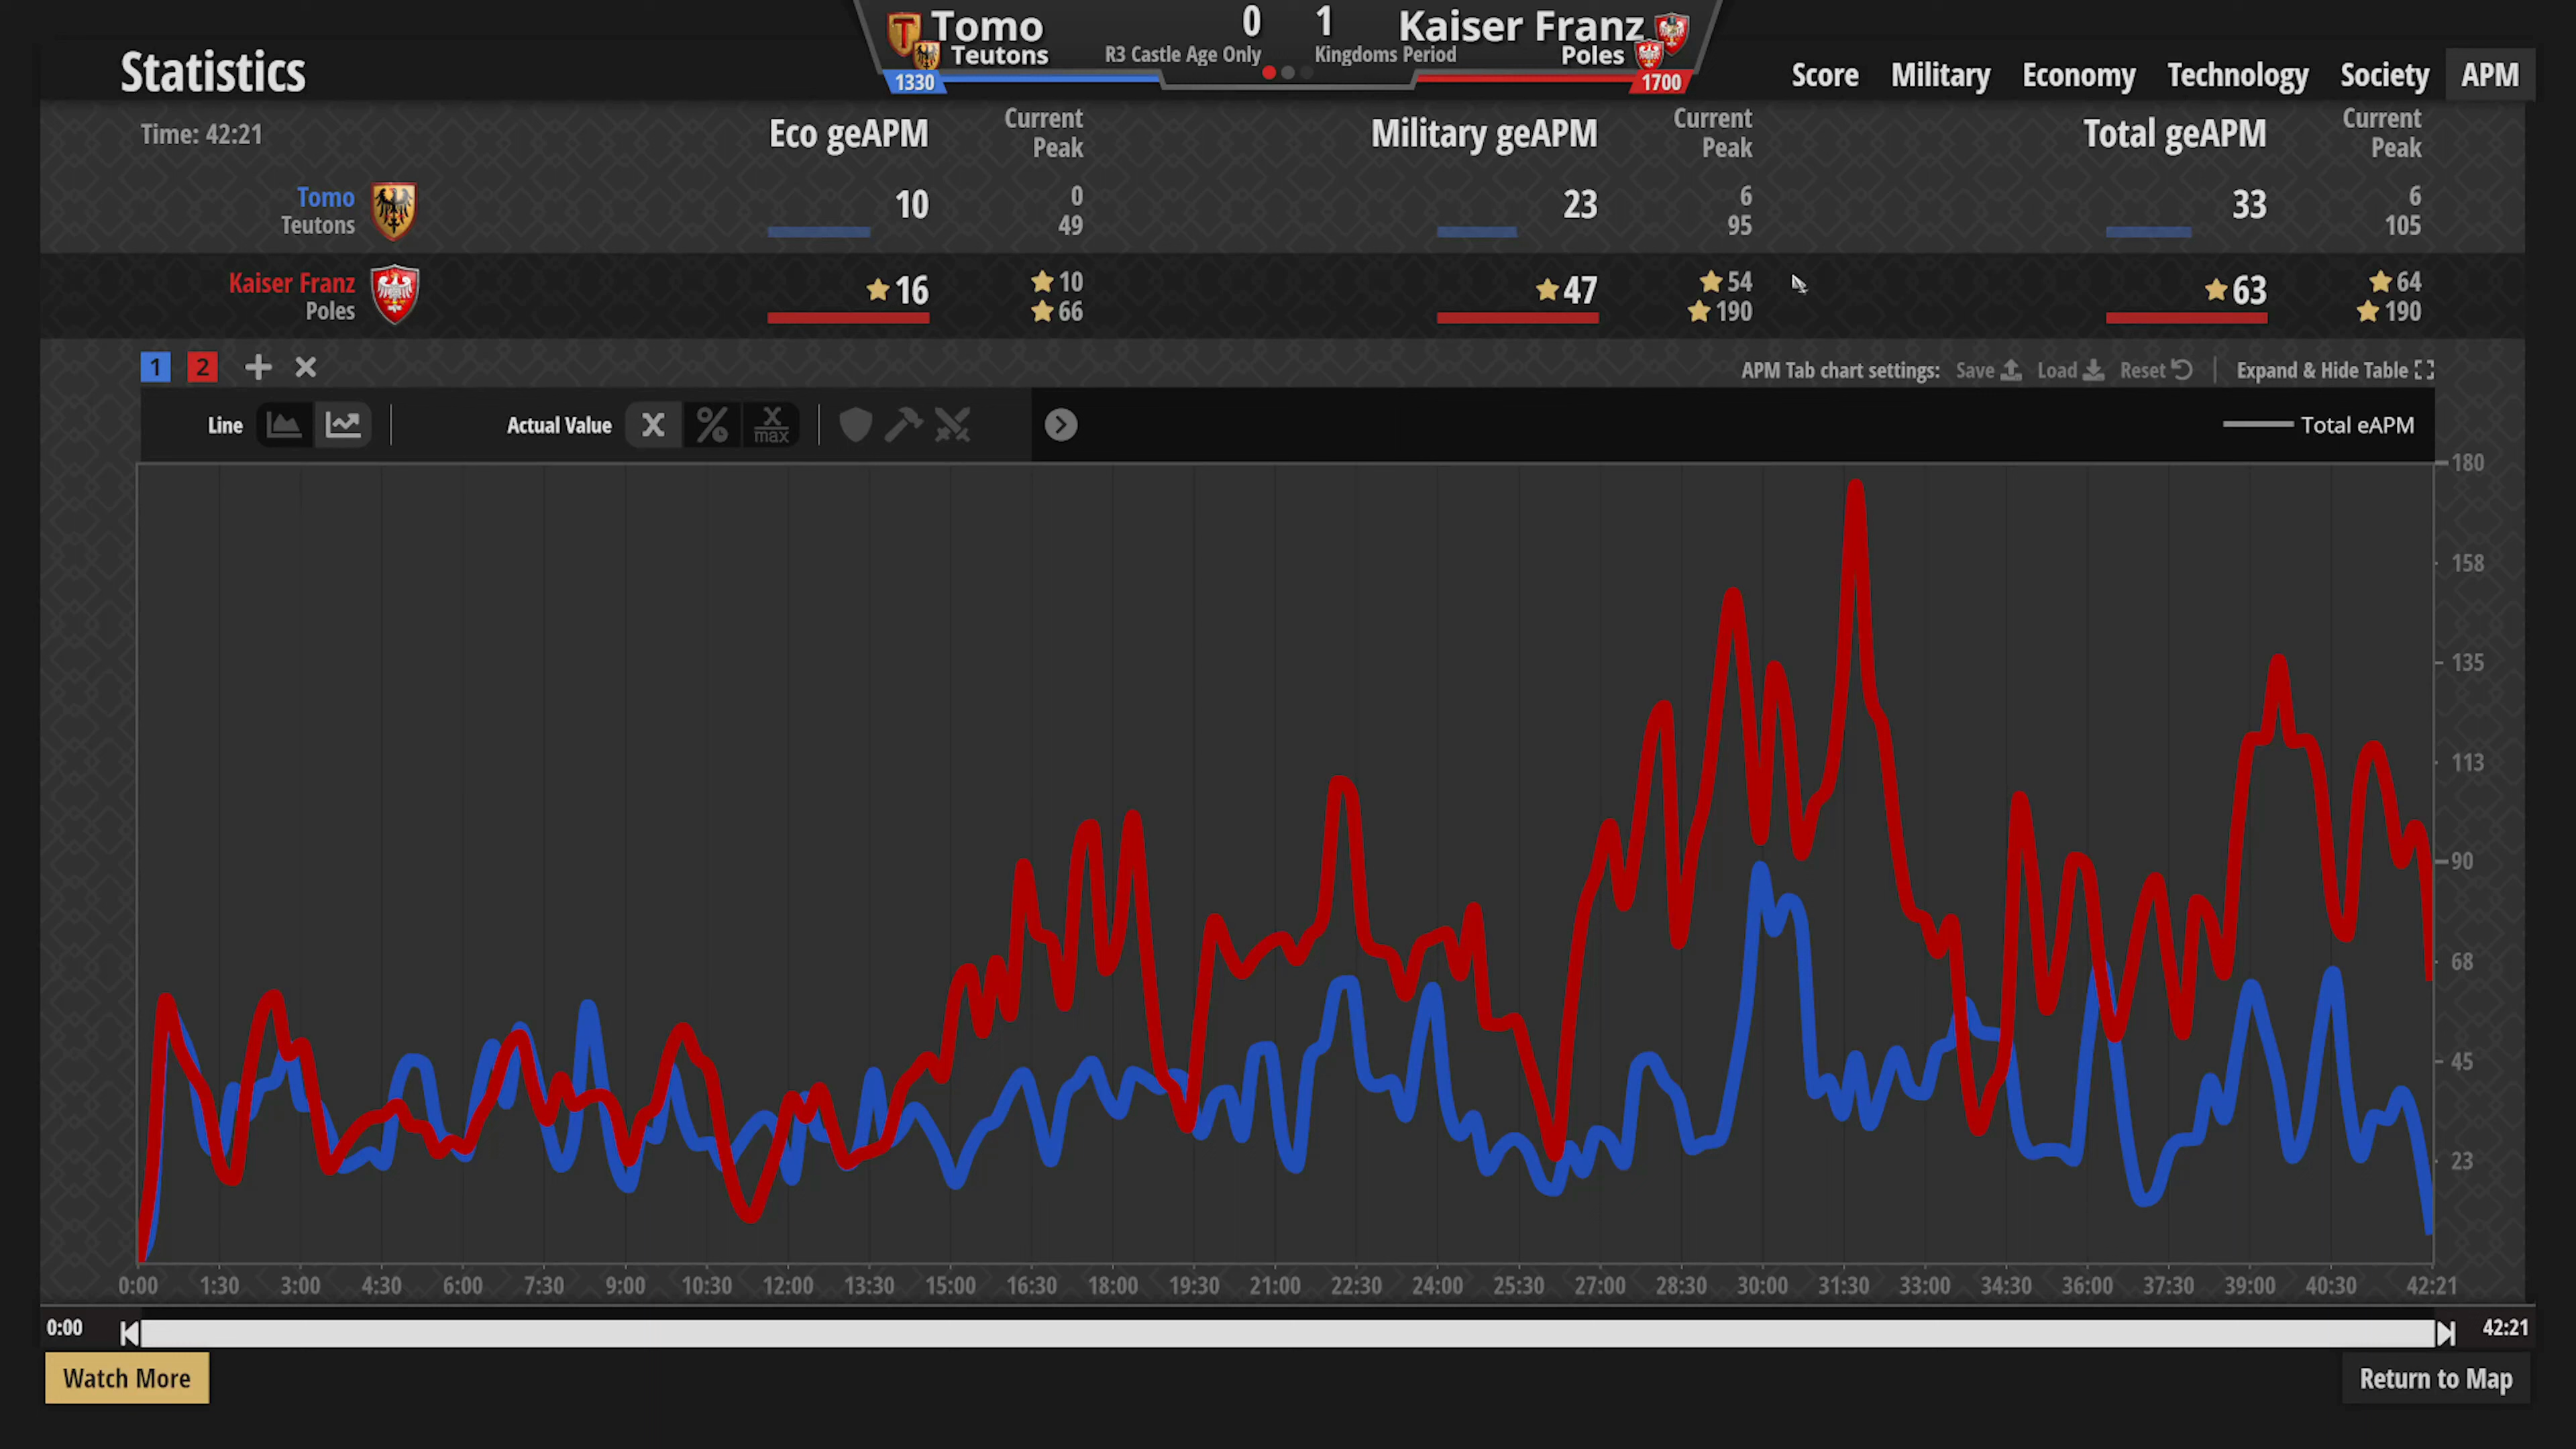 Tomo 0 1 Kaiser Franz
Teutons R3 Castle Age Only Kingdoms Period Poles
1330 1700
Statistics
Score Military Economy Technology Society APM
Time: 42:21
Eco geAPM Current Peak Military geAPM Current Peak Total geAPM Current Peak
Tomo
Teutons
10 0 49 23 6 95 33 6 105
Kaiser Franz
Poles
16 10 66 47 54 190 63 64 190
1 2
APM Tab chart settings: Save Load Reset Expand & Hide Table
Line Actual Value X % X max Total eAPM
180
158
135
113
90
68
45
23
0:00 1:30 3:00 4:30 6:00 7:30 9:00 10:30 12:00 13:30 15:00 16:30 18:00 19:30 21:00 22:30 24:00 25:30 27:00 28:30 30:00 31:30 33:00 34:30 36:00 37:30 39:00 40:30 42:21
0:00 42:21
Watch More Return to Map